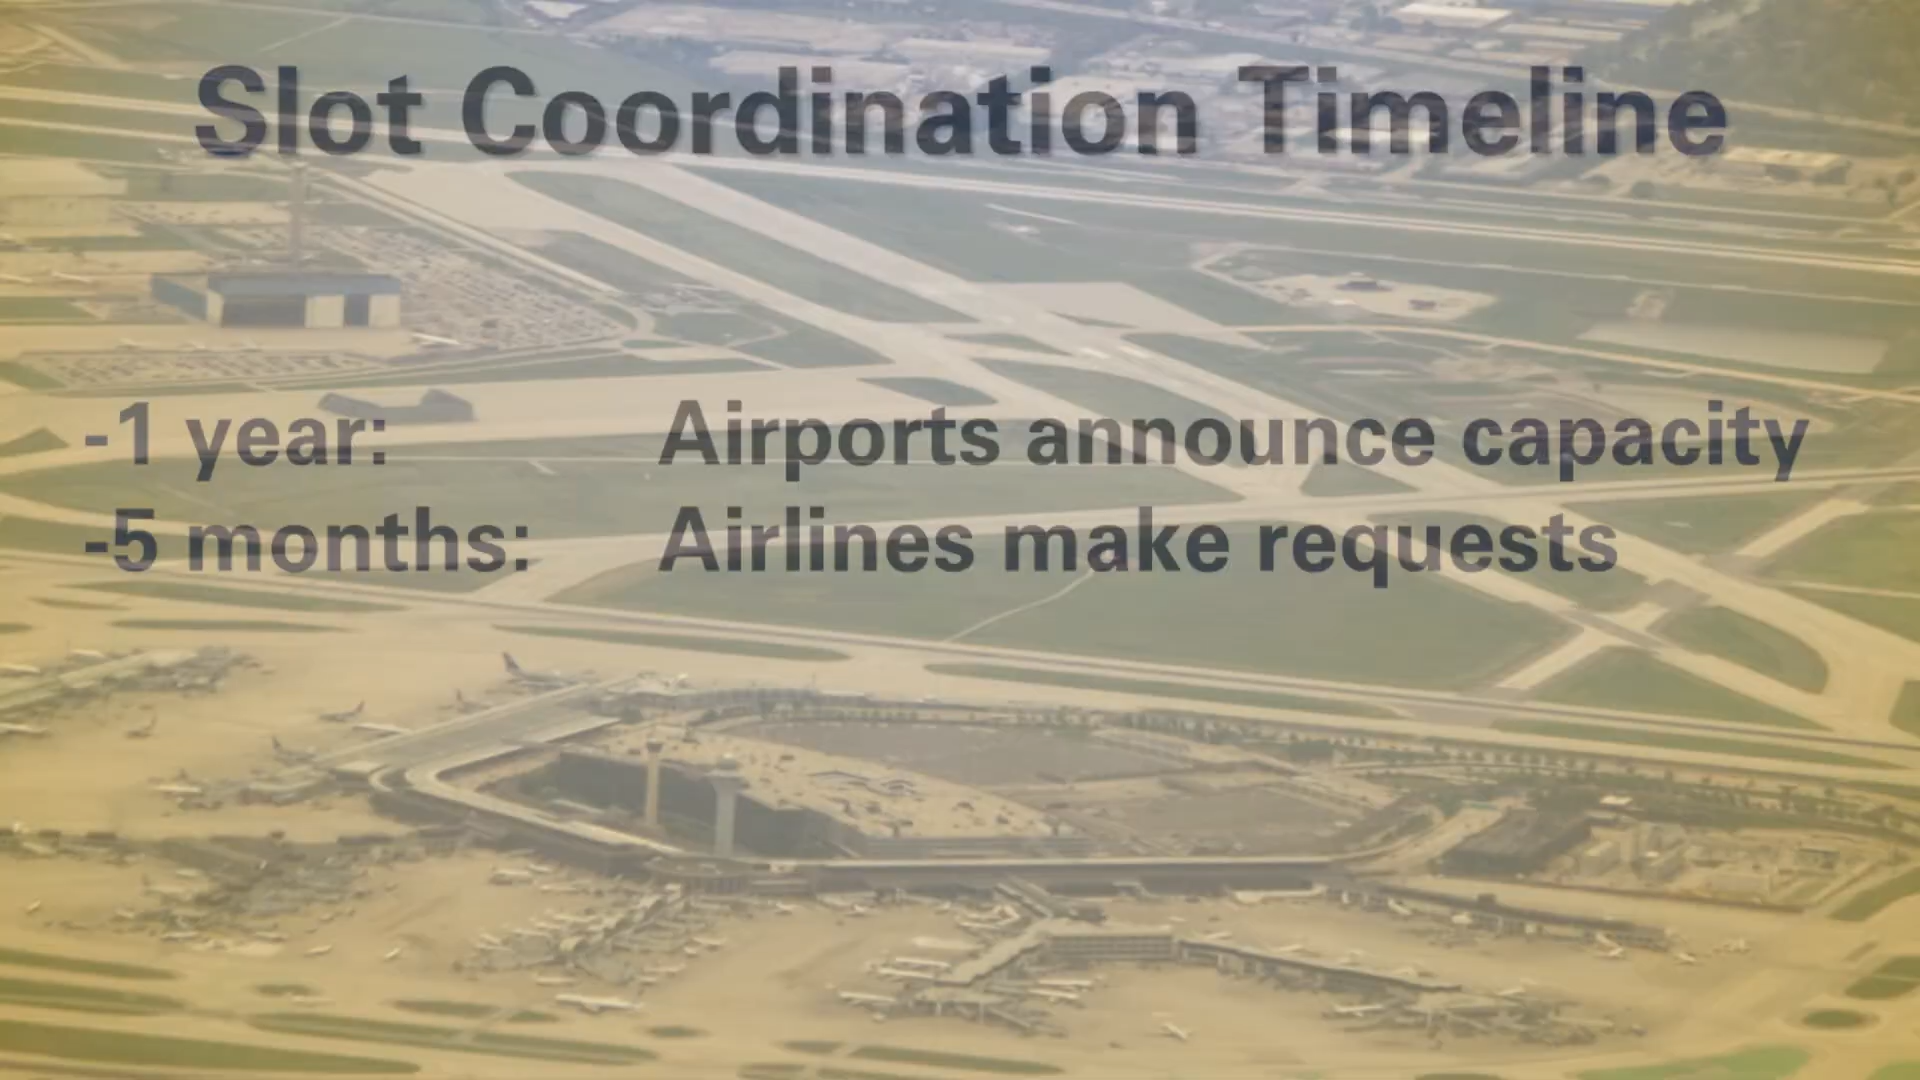 Slot Coordination Timeline
-1 year: Airports announce capacity
-5 months: Airlines make requests